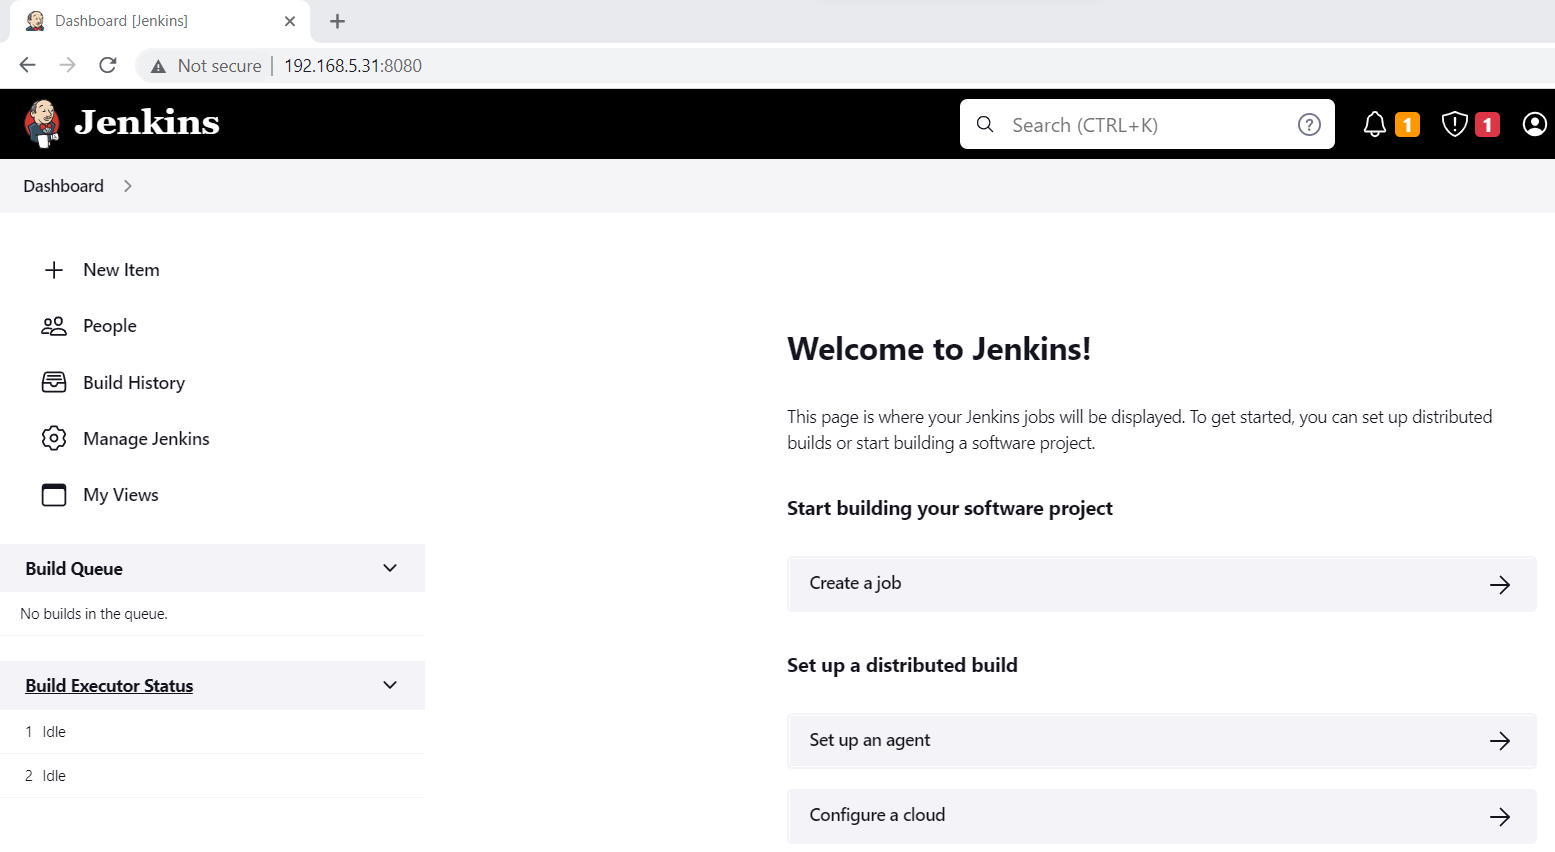 Dashboard [Jenkins]
Not secure 192.168.5.31:8080
Jenkins
Search (CTRL+K)
1
1
Dashboard
New Item
People
Build History
Manage Jenkins
My Views
Build Queue
No builds in the queue.
Build Executor Status
1 Idle
2 Idle
Welcome to Jenkins!
This page is where your Jenkins jobs will be displayed. To get started, you can set up distributed
builds or start building a software project.
Start building your software project
Create a job
Set up a distributed build
Set up an agent
Configure a cloud